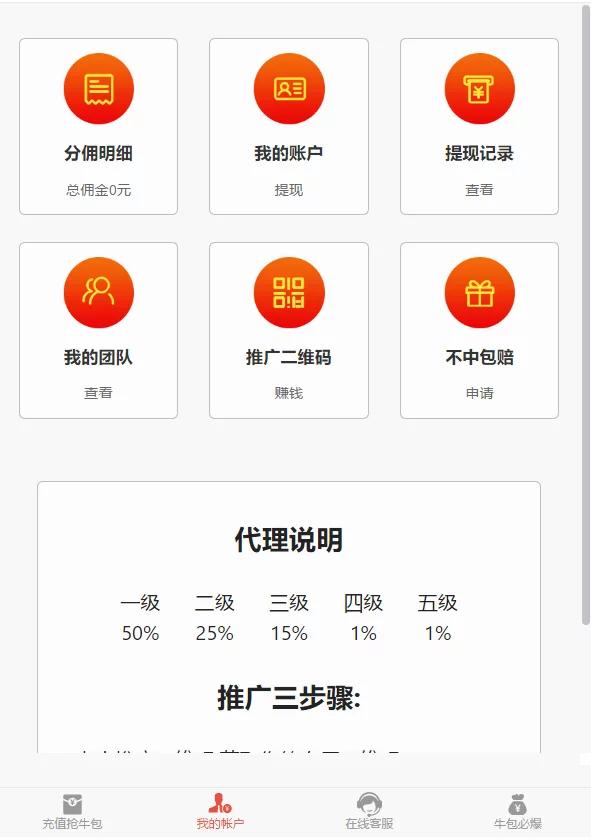 分佣明细 我的账户 提现记录
总佣金0元 提现 查看
我的团队 推广二维码 不中包赔
查看 赚钱 申请
代理说明
一级 二级 三级 四级 五级
50% 25% 15% 1% 1%
推广三步骤:
充值抢牛包 我的帐户 在线客服 牛包必爆